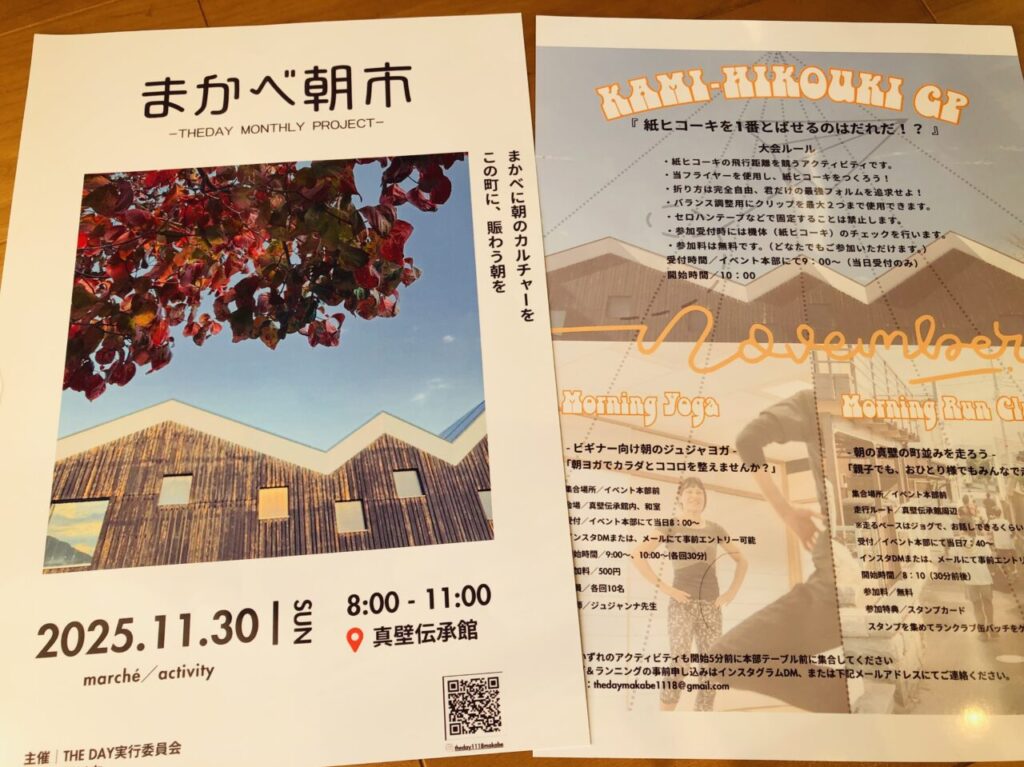 まかべ朝市
-THEDAY MONTHLY PROJECT-
まかべに朝のカルチャーを
この町に、賑わう朝を
2025.11.30 | SUN
8:00 - 11:00
真壁伝承館
marché／activity
theday1118makabe
主催｜THE DAY実行委員会
KAMI-HIKOUKI GP
『 紙ヒコーキを1番とばせるのはだれだ！？ 』
大会ルール
・紙ヒコーキの飛行距離を競うアクティビティです。
・当フライヤーを使用し、紙ヒコーキをつくろう！
・折り方は完全自由、君だけの最強フォルムを追求せよ！
・バランス調整用にクリップを最大２つまで使用できます。
・セロハンテープなどで固定することは禁止します。
・参加受付時には機体（紙ヒコーキ）のチェックを行います。
・参加料は無料です。（どなたでもご参加いただけます。）
受付時間／イベント本部にて9：00〜（当日受付のみ）
開始時間／10：00
November
Morning Yoga
- ビギナー向け朝のジュジャヨガ -
「朝ヨガでカラダとココロを整えませんか？」
集合場所／イベント本部前
会場／真壁伝承館内、和室
受付／イベント本部にて当日8：00〜
インスタDMまたは、メールにて事前エントリー可能
始時間／9:00〜、10:00〜(各回30分)
加料／500円
／各回10名
／ジュジャンナ先生
Morning Run Cl
- 朝の真壁の町並みを走ろう -
「親子でも、おひとり様でもみんなで
集合場所／イベント本部前
走行ルート／真壁伝承館周辺
※走るペースはジョグで、お話しできるくらい
受付／イベント本部にて当日7：40〜
インスタDMまたは、メールにて事前エントリ
開始時間／8：10（30分前後）
参加料／無料
参加特典／スタンプカード
スタンプを集めてランクラブ缶バッチをゲ
いずれのアクティビティも開始5分前に本部テーブル前に集合してください
＆ランニングの事前申し込みはインスタグラムDM、または下記メールアドレスにてご連絡ください。
：thedaymakabe1118@gmail.com